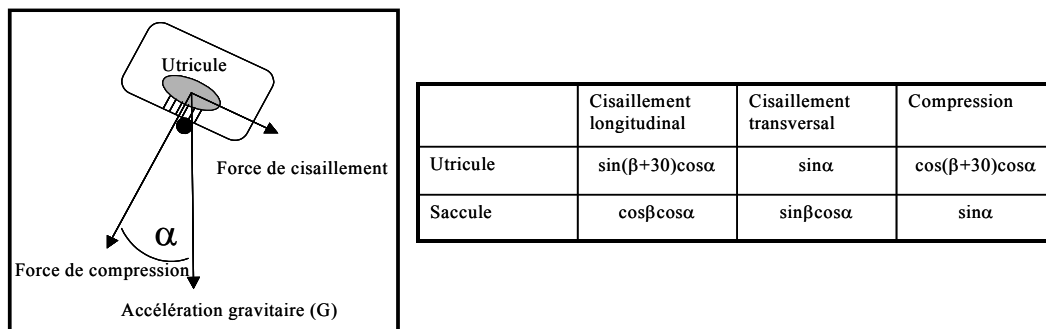 Utricule
Force de cisaillement
α
Force de compression
Accélération gravitaire (G)
Cisaillement longitudinal
Cisaillement transversal
Compression
Utricule
sin(β+30)cosα
sinα
cos(β+30)cosα
Saccule
cosβcosα
sinβcosα
sinα